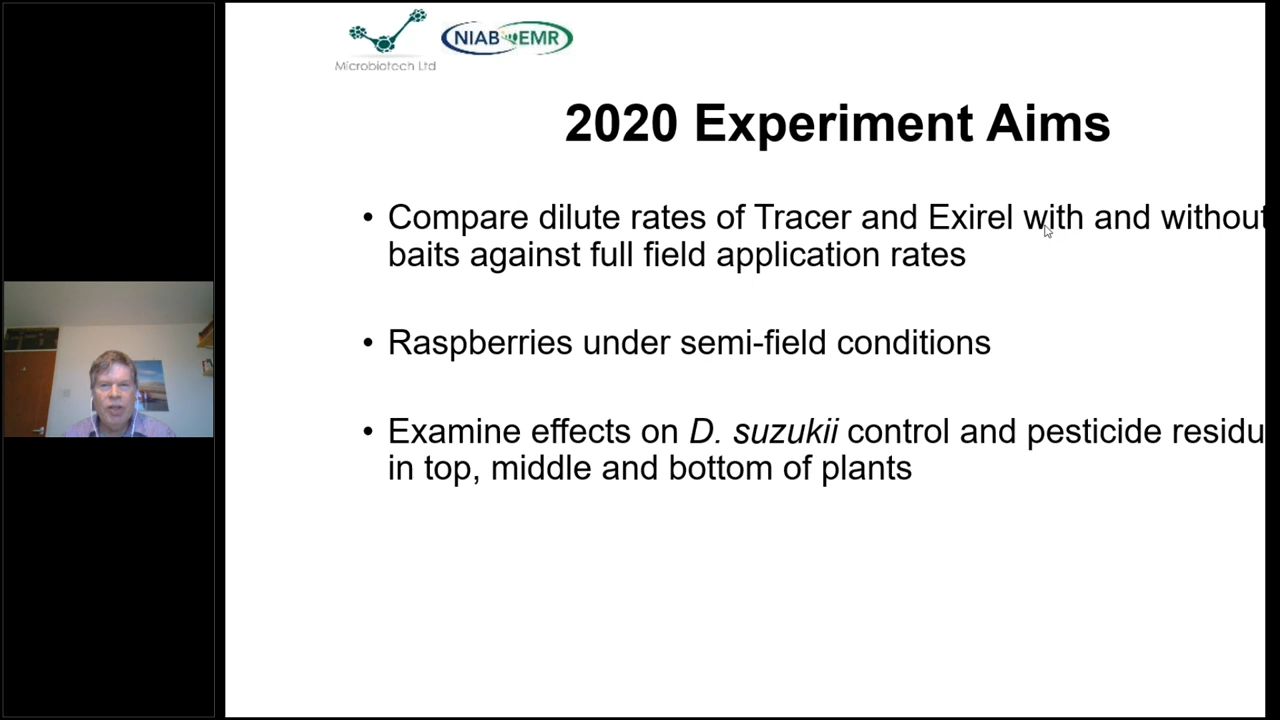 Microbiotech Ltd
NIAB EMR
2020 Experiment Aims
• Compare dilute rates of Tracer and Exirel with and without
baits against full field application rates
• Raspberries under semi-field conditions
• Examine effects on D. suzukii control and pesticide residu
in top, middle and bottom of plants